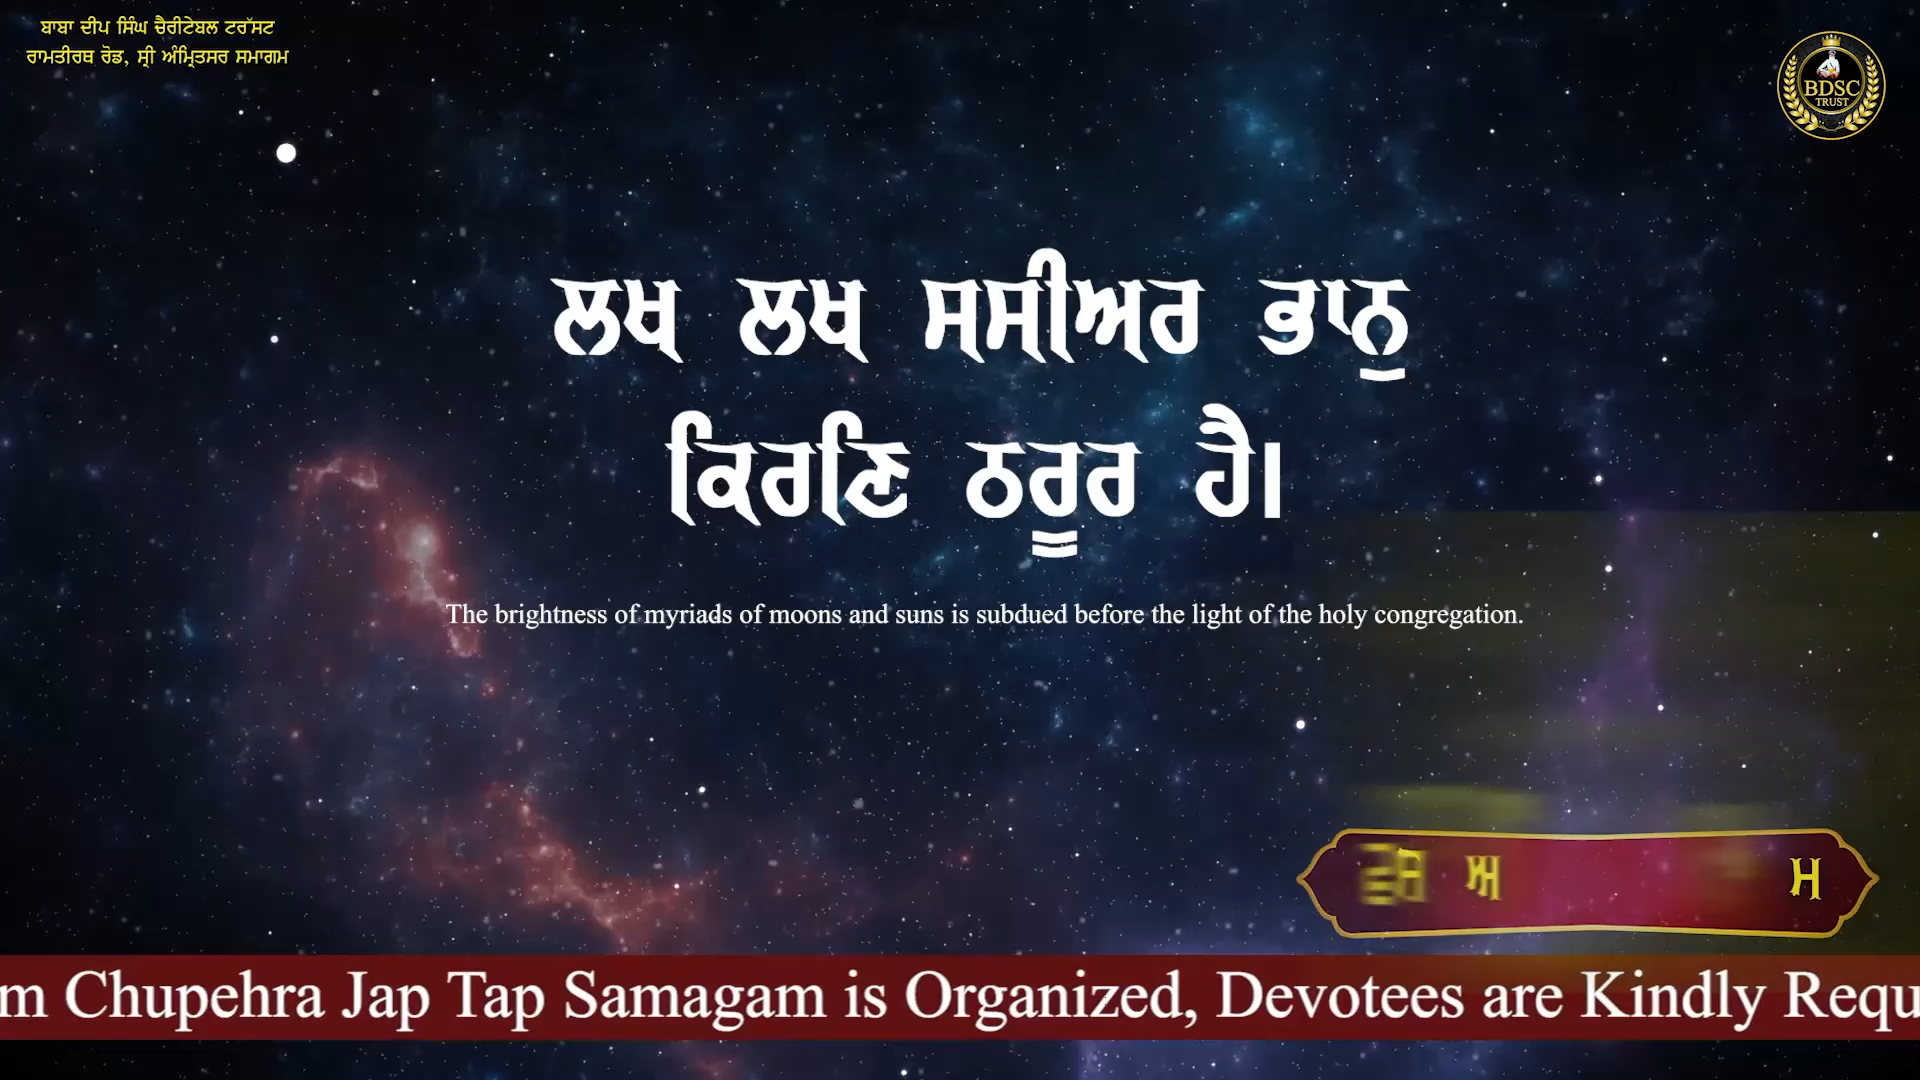 ਬਾਬਾ ਦੀਪ ਸਿੰਘ ਚੈਰੀਟੇਬਲ ਟਰੱਸਟ
ਰਾਮਤੀਰਥ ਰੋਡ, ਸ੍ਰੀ ਅੰਮ੍ਰਿਤਸਰ ਸਮਾਗਮ
BDSC
TRUST
ਲਖ ਲਖ ਸਸੀਅਰ ਭਾਨੁ
ਕਿਰਣਿ ਠਰੂਰ ਹੈ।
The brightness of myriads of moons and suns is subdued before the light of the holy congregation.
ਅ ਮ
m Chupehra Jap Tap Samagam is Organized, Devotees are Kindly Requ